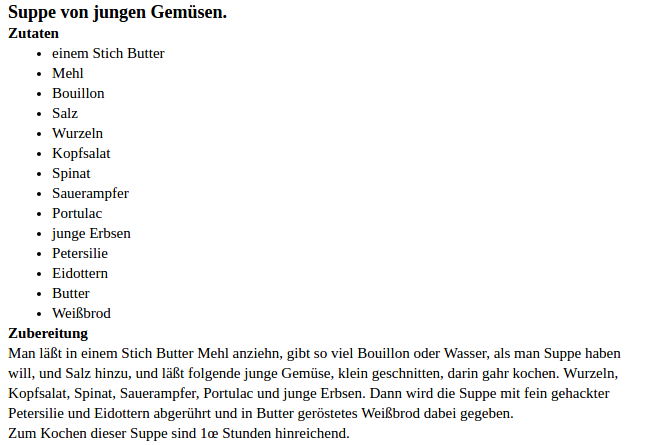 Suppe von jungen Gemüsen.
Zutaten
einem Stich Butter
Mehl
Bouillon
Salz
Wurzeln
Kopfsalat
Spinat
Sauerampfer
Portulac
junge Erbsen
Petersilie
Eidottern
Butter
Weißbrod
Zubereitung
Man läßt in einem Stich Butter Mehl anziehn, gibt so viel Bouillon oder Wasser, als man Suppe haben
will, und Salz hinzu, und läßt folgende junge Gemüse, klein geschnitten, darin gahr kochen. Wurzeln,
Kopfsalat, Spinat, Sauerampfer, Portulac und junge Erbsen. Dann wird die Suppe mit fein gehackter
Petersilie und Eidottern abgerührt und in Butter geröstetes Weißbrod dabei gegeben.
Zum Kochen dieser Suppe sind 1œ Stunden hinreichend.